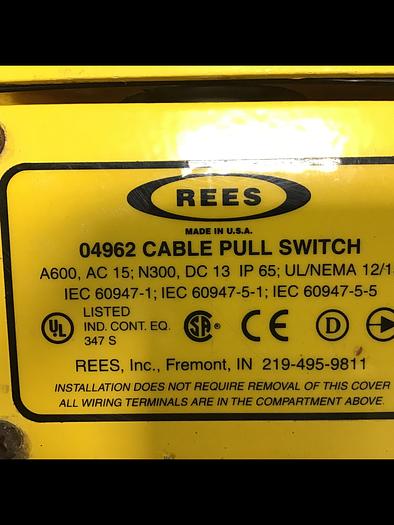 REES
MADE IN U.S.A.
04962 CABLE PULL SWITCH
A600, AC 15; N300, DC 13 IP 65; UL/NEMA 12/13
IEC 60947-1; IEC 60947-5-1; IEC 60947-5-5
UL LISTED
IND. CONT. EQ.
347 S
SA ® CE D
REES, Inc., Fremont, IN 219-495-9811
INSTALLATION DOES NOT REQUIRE REMOVAL OF THIS COVER
ALL WIRING TERMINALS ARE IN THE COMPARTMENT ABOVE.